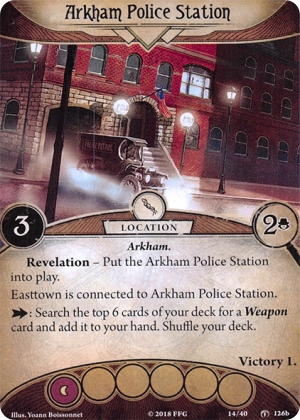 Arkham Police Station
3
LOCATION
2
Arkham.
Revelation – Put the Arkham Police Station
into play.
Easttown is connected to Arkham Police Station.
: Search the top 6 cards of your deck for a Weapon
card and add it to your hand. Shuffle your deck.
Victory 1.
Illus. Yoann Boissonnet
© 2018 FFG
14/40
126b